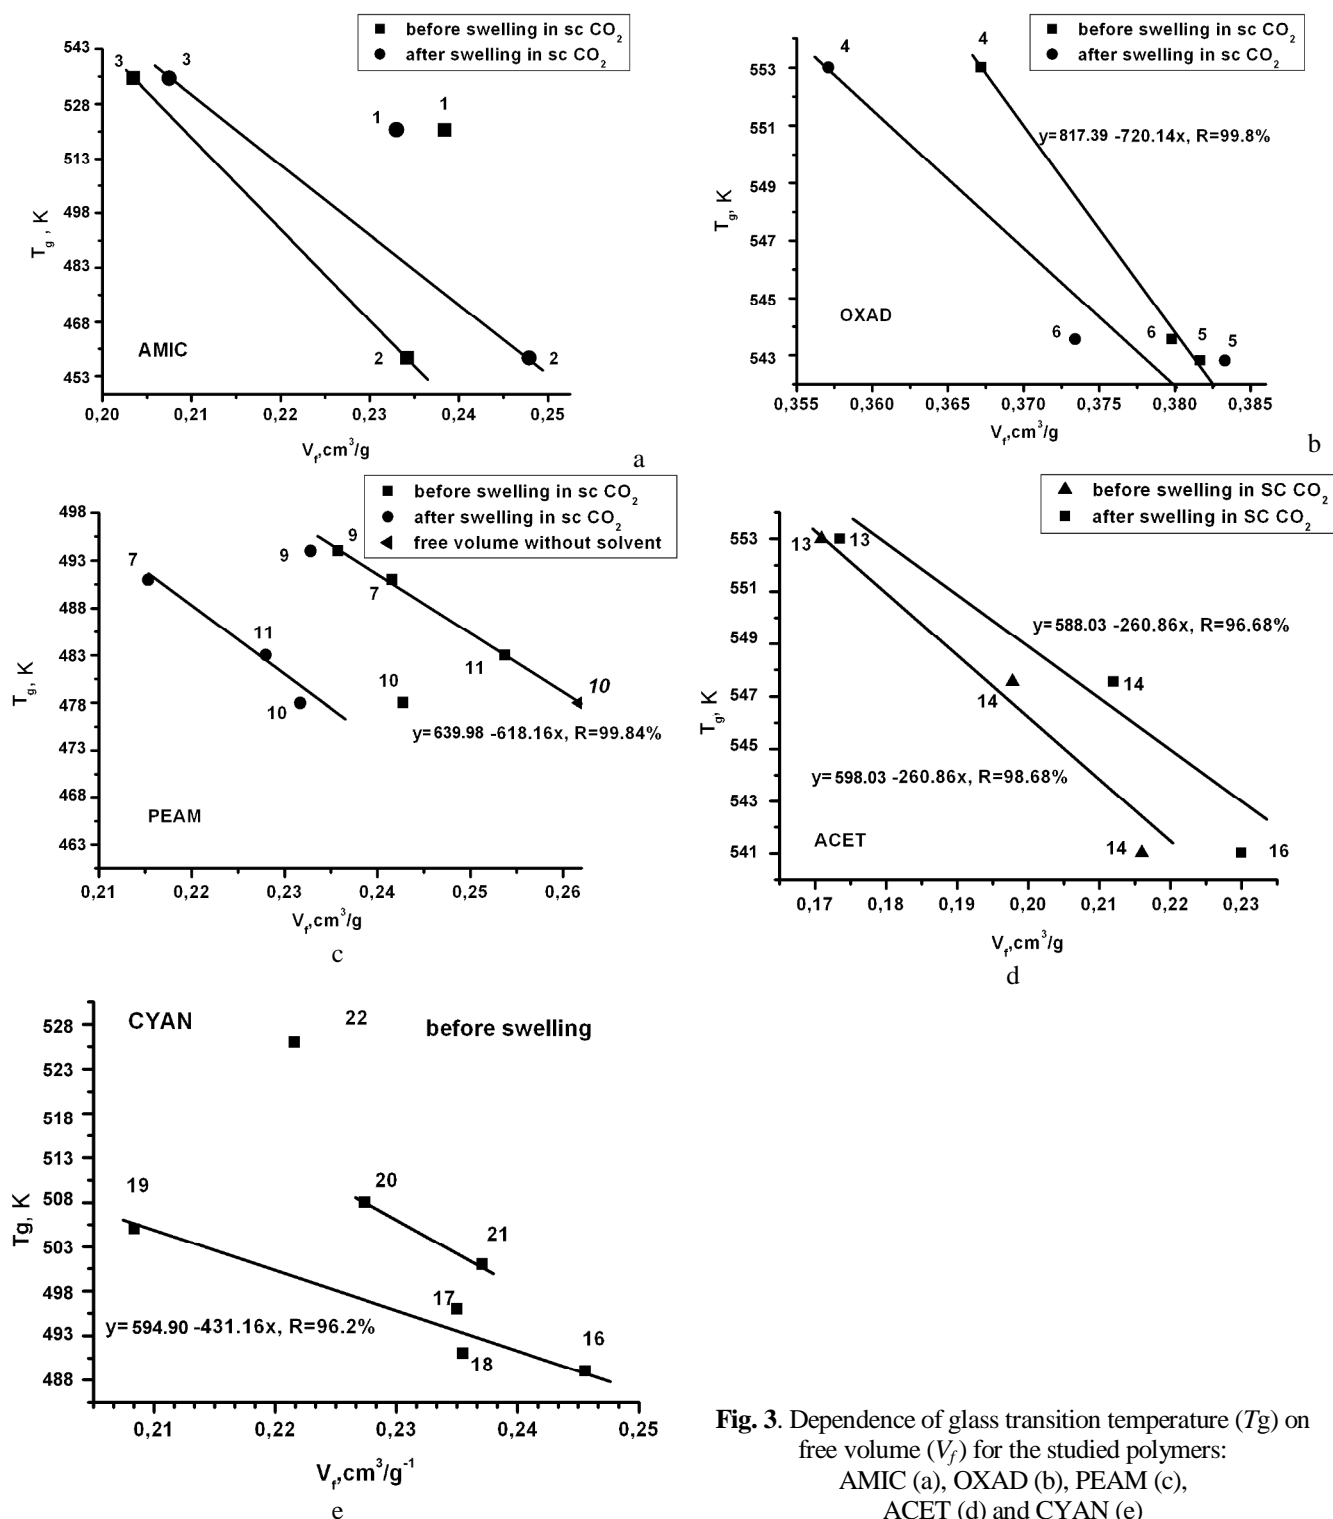 before swelling in sc CO2
after swelling in sc CO2
543
528
513
498
483
468
453
Tg , K
3
3
1
1
2
2
AMIC
0,20
0,21
0,22
0,23
0,24
0,25
Vf,cm3/g
a
before swelling in sc CO2
after swelling in sc CO2
553
551
549
547
545
543
Tg, K
4
4
y=817.39 -720.14x, R=99.8%
OXAD
6
6
5
5
0,355
0,360
0,365
0,370
0,375
0,380
0,385
Vf,cm3/g
b
before swelling in sc CO2
after swelling in sc CO2
free volume without solvent
498
493
488
483
478
473
468
463
Tg, K
7
9
9
7
11
11
10
10
10
y=639.98 -618.16x, R=99.84%
PEAM
0,21
0,22
0,23
0,24
0,25
0,26
Vf,cm3/g
c
before swelling in SC CO2
after swelling in SC CO2
553
551
549
547
545
543
541
Tg, K
13
13
y=588.03 -260.86x, R=96.68%
14
14
y=598.03 -260.86x, R=98.68%
ACET
14
16
0,17
0,18
0,19
0,20
0,21
0,22
0,23
Vf,cm3/g
d
CYAN
22
before swelling
528
523
518
513
508
503
498
493
488
Tg, K
19
20
21
17
16
18
y=594.90 -431.16x, R=96.2%
0,21
0,22
0,23
0,24
0,25
Vf,cm3/g-1
e
Fig. 3. Dependence of glass transition temperature (Tg) on
free volume (Vf) for the studied polymers:
AMIC (a), OXAD (b), PEAM (c),
ACET (d) and CYAN (e)